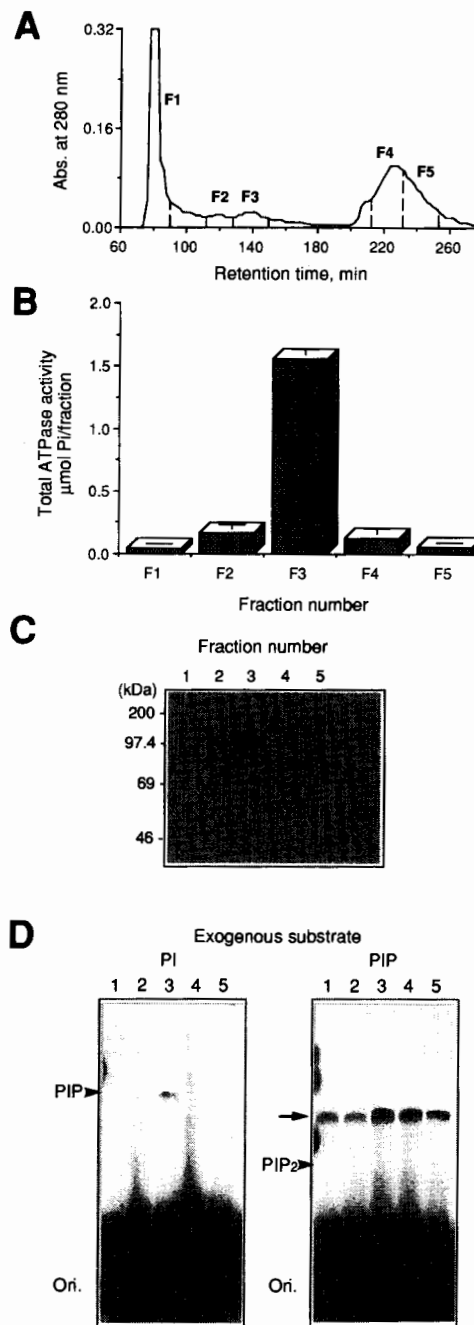 A
0.32
0.16
0.00
Abs. at 280 nm
F1
F2
F3
F4
F5
60
100
140
180
220
260
Retention time, min
B
2.0
1.5
1.0
0.5
0.0
Total ATPase activity
µmol Pi/fraction
F1
F2
F3
F4
F5
Fraction number
C
Fraction number
1 2 3 4 5
(kDa)
200
97.4
69
46
D
Exogenous substrate
PI
1 2 3 4 5
PIP
Ori.
PIP
1 2 3 4 5
PIP2
Ori.